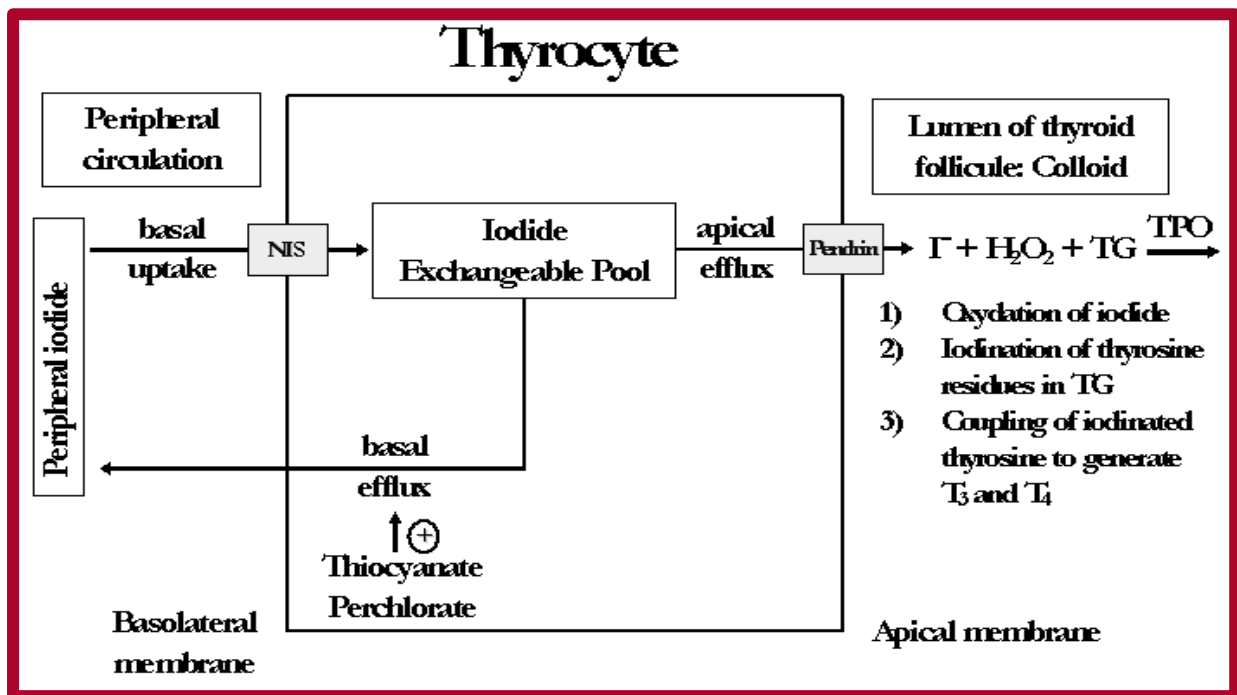 Thyrocyte
Peripheral
circulation
Lumen of thyroid
follicule: Colloid
Peripheral iodide
basal
uptake
NIS
Iodide
Exchangeable Pool
apical
efflux
Pendrin
I⁻ + H₂O₂ + TG
TPO
1) Oxydation of iodide
2) Iodination of thyrosine
residues in TG
3) Coupling of iodinated
thyrosine to generate
T₃ and T₄
basal
efflux
+
Thiocyanate
Perchlorate
Basolateral
membrane
Apical membrane